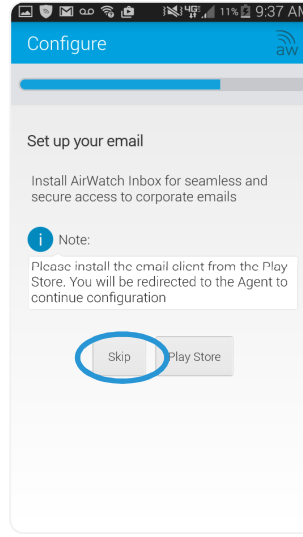 4G 11% 9:37 AM
Configure
aw
Set up your email
Install AirWatch Inbox for seamless and
secure access to corporate emails
i Note:
Please install the email client from the Play
Store. You will be redirected to the Agent to
continue configuration
Skip Play Store